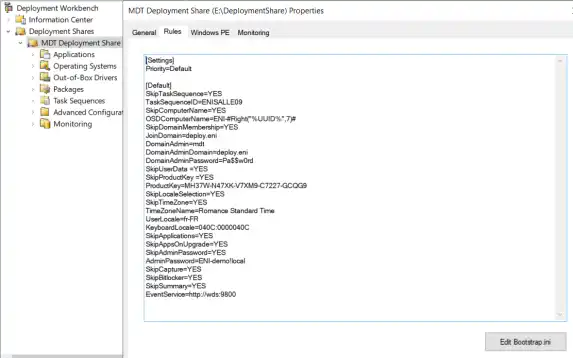 Deployment Workbench
Information Center
Deployment Shares
MDT Deployment Share
Applications
Operating Systems
Out-of-Box Drivers
Packages
Task Sequences
Advanced Configurat
Monitoring
MDT Deployment Share (E:\DeploymentShare) Properties
General Rules Windows PE Monitoring
[Settings]
Priority=Default
[Default]
SkipTaskSequence=YES
TaskSequenceID=ENISALLE09
SkipComputerName=YES
OSDComputerName=ENI-#Right("%UUID%",7)#
SkipDomainMembership=YES
JoinDomain=deploy.eni
DomainAdmin=mdt
DomainAdminDomain=deploy.eni
DomainAdminPassword=Pa$$w0rd
SkipUserData =YES
SkipProductKey =YES
ProductKey=MH37W-N47XK-V7XM9-C7227-GCQG9
SkipLocaleSelection=YES
SkipTimeZone=YES
TimeZoneName=Romance Standard Time
UserLocale=fr-FR
KeyboardLocale=040C:0000040C
SkipApplications=YES
SkipAppsOnUpgrade=YES
SkipAdminPassword=YES
AdminPassword=ENI-demo!local
SkipCapture=YES
SkipBitlocker=YES
SkipSummary=YES
EventService=http://wds:9800
Edit Bootstrap.ini